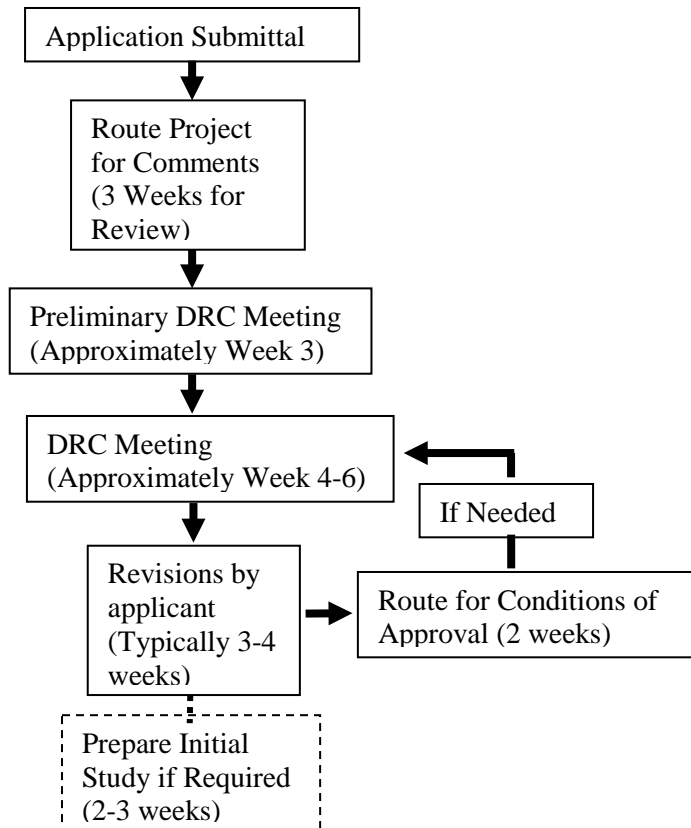 Application Submittal
Route Project
for Comments
(3 Weeks for
Review)
Preliminary DRC Meeting
(Approximately Week 3)
DRC Meeting
(Approximately Week 4-6)
If Needed
Revisions by
applicant
(Typically 3-4
weeks)
Route for Conditions of
Approval (2 weeks)
Prepare Initial
Study if Required
(2-3 weeks)